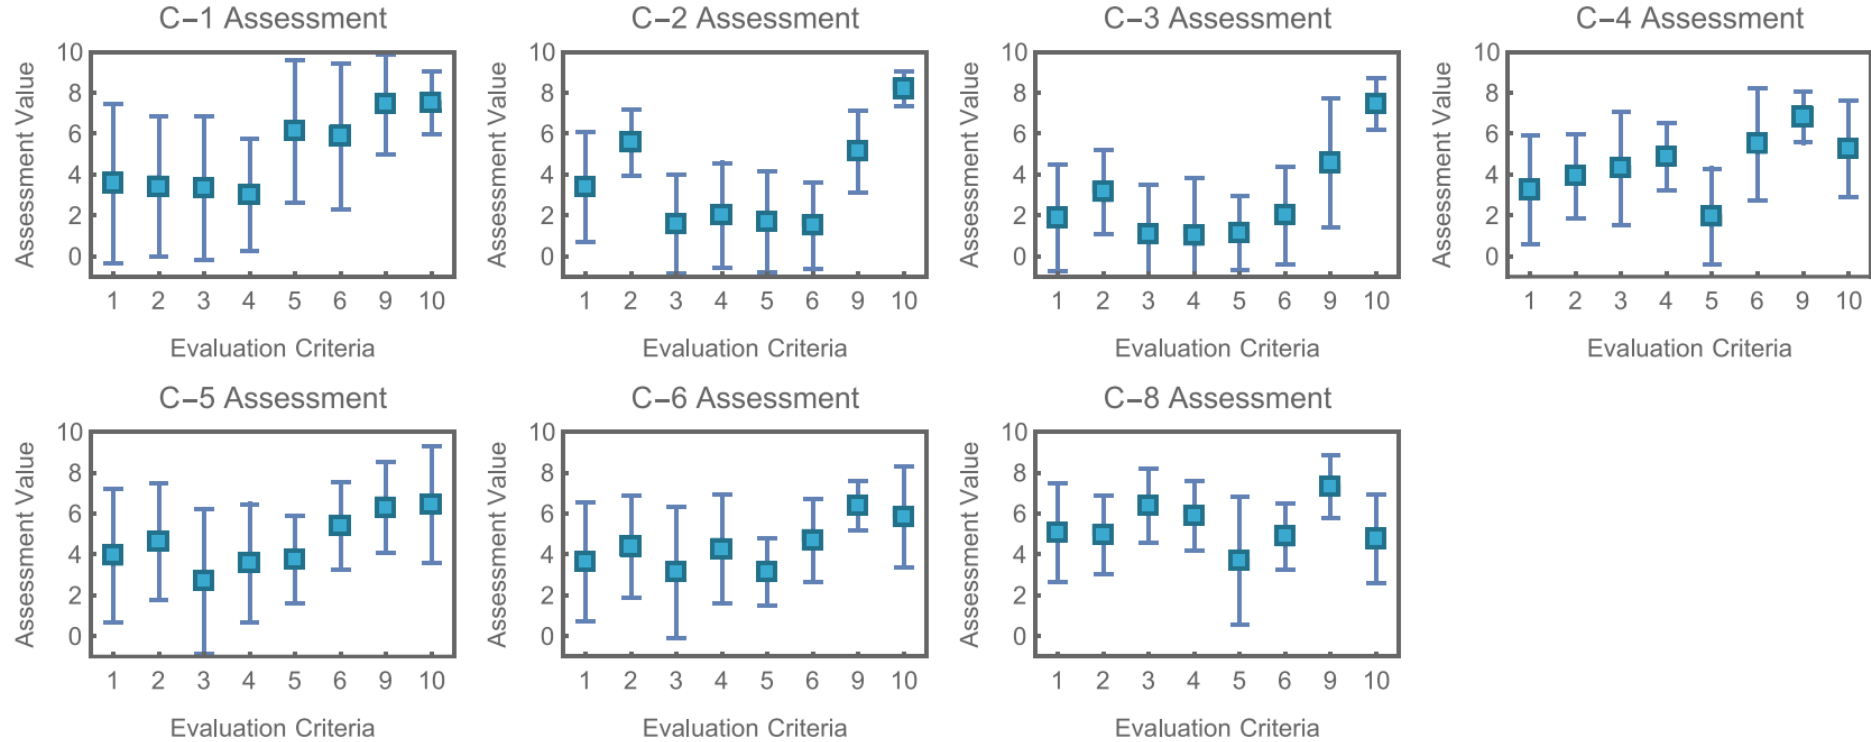 C-1 Assessment
Assessment Value
10
8
6
4
2
0
1 2 3 4 5 6 9 10
Evaluation Criteria
C-2 Assessment
Assessment Value
10
8
6
4
2
0
1 2 3 4 5 6 9 10
Evaluation Criteria
C-3 Assessment
Assessment Value
10
8
6
4
2
0
1 2 3 4 5 6 9 10
Evaluation Criteria
C-4 Assessment
Assessment Value
10
8
6
4
2
0
1 2 3 4 5 6 9 10
Evaluation Criteria
C-5 Assessment
Assessment Value
10
8
6
4
2
0
1 2 3 4 5 6 9 10
Evaluation Criteria
C-6 Assessment
Assessment Value
10
8
6
4
2
0
1 2 3 4 5 6 9 10
Evaluation Criteria
C-8 Assessment
Assessment Value
10
8
6
4
2
0
1 2 3 4 5 6 9 10
Evaluation Criteria